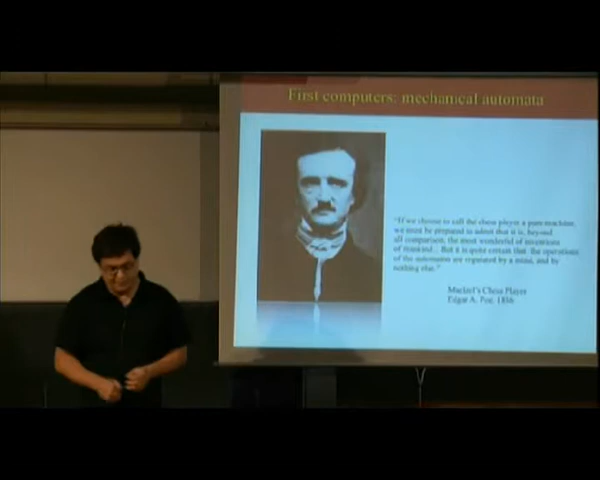 First computers: mechanical automata
"If we choose to call the chess player a pure machine,
we must be prepared to admit that it is, beyond
all comparison, the most wonderful of inventions
of mankind... But it is quite certain that the operations
of the automaton are regulated by a mind, and by
nothing else."
Maelzel's Chess Player
Edgar A. Poe, 1836